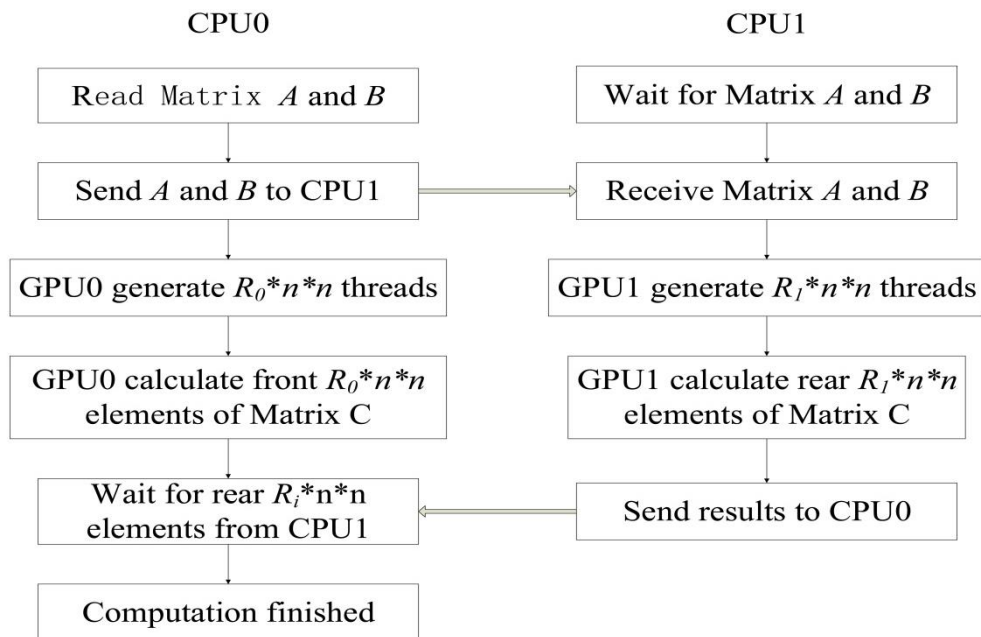 CPU0
CPU1
Read Matrix A and B
Wait for Matrix A and B
Send A and B to CPU1
Receive Matrix A and B
GPU0 generate R₀*n*n threads
GPU1 generate R₁*n*n threads
GPU0 calculate front R₀*n*n
elements of Matrix C
GPU1 calculate rear R₁*n*n
elements of Matrix C
Wait for rear Rᵢ*n*n
elements from CPU1
Send results to CPU0
Computation finished